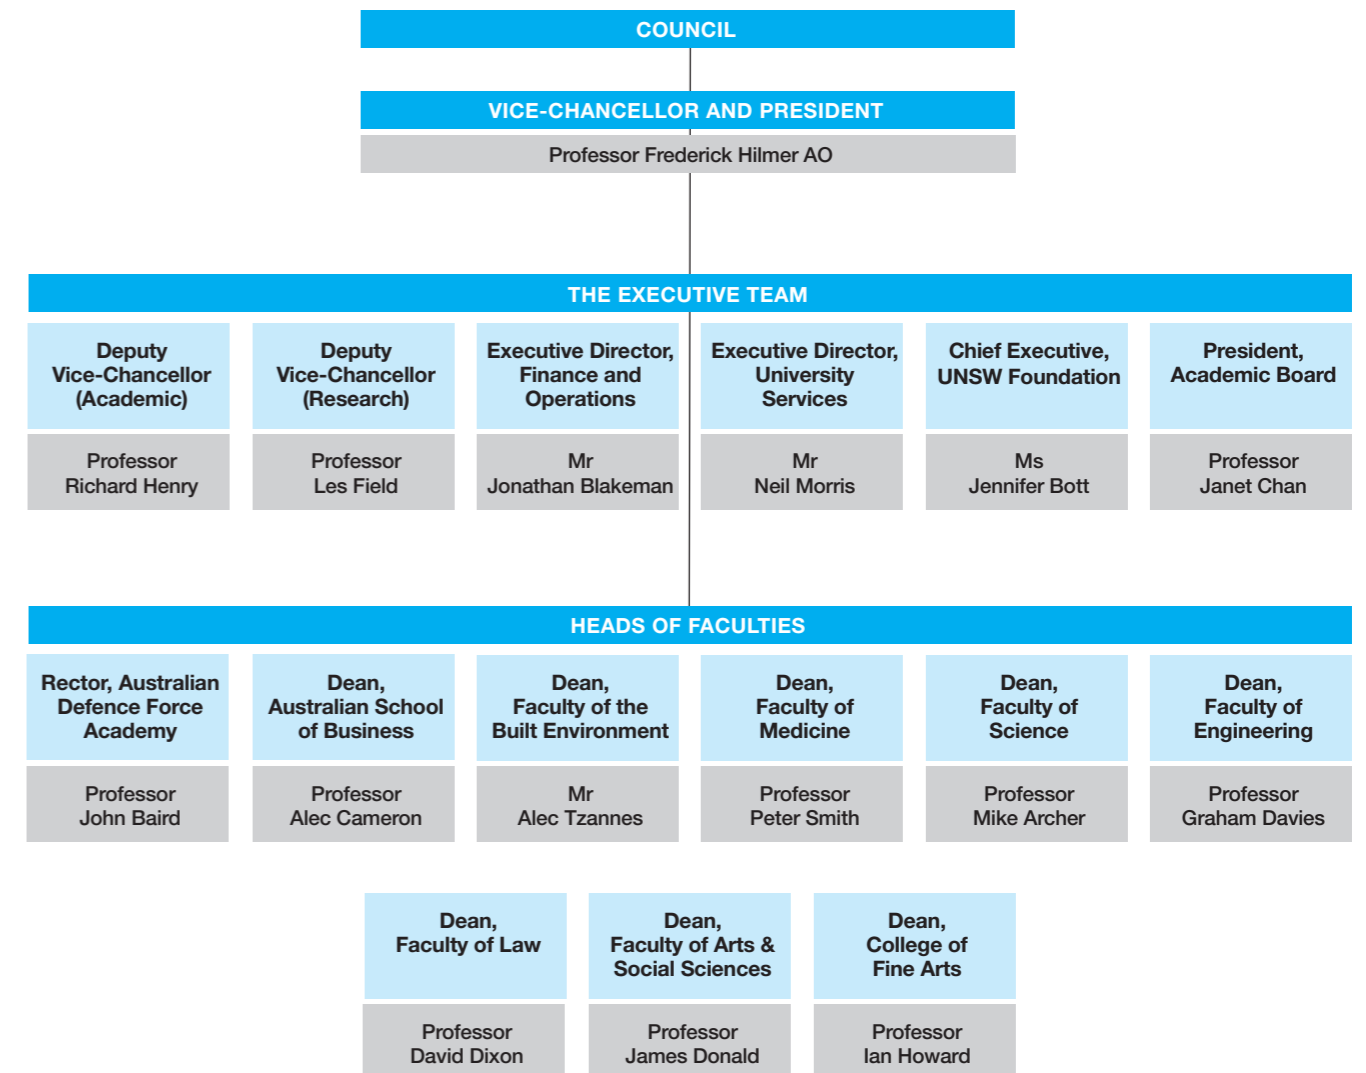 COUNCIL
VICE-CHANCELLOR AND PRESIDENT
Professor Frederick Hilmer AO
THE EXECUTIVE TEAM
Deputy
Vice-Chancellor
(Academic)
Professor
Richard Henry
Deputy
Vice-Chancellor
(Research)
Professor
Les Field
Executive Director,
Finance and
Operations
Mr
Jonathan Blakeman
Executive Director,
University
Services
Mr
Neil Morris
Chief Executive,
UNSW Foundation
Ms
Jennifer Bott
President,
Academic Board
Professor
Janet Chan
HEADS OF FACULTIES
Rector, Australian
Defence Force
Academy
Professor
John Baird
Dean,
Australian School
of Business
Professor
Alec Cameron
Dean,
Faculty of the
Built Environment
Mr
Alec Tzannes
Dean,
Faculty of
Medicine
Professor
Peter Smith
Dean,
Faculty of
Science
Professor
Mike Archer
Dean,
Faculty of
Engineering
Professor
Graham Davies
Dean,
Faculty of Law
Professor
David Dixon
Dean,
Faculty of Arts &
Social Sciences
Professor
James Donald
Dean,
College of
Fine Arts
Professor
Ian Howard